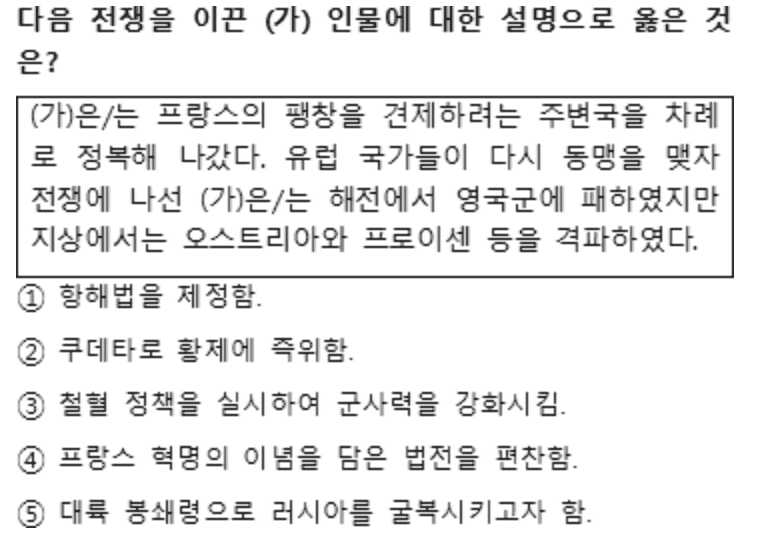 다음 전쟁을 이끈 (가) 인물에 대한 설명으로 옳은 것
은?
(가)은/는 프랑스의 팽창을 견제하려는 주변국을 차례
로 정복해 나갔다. 유럽 국가들이 다시 동맹을 맺자
전쟁에 나선 (가)은/는 해전에서 영국군에 패하였지만
지상에서는 오스트리아와 프로이센 등을 격파하였다.
① 항해법을 제정함.
② 쿠데타로 황제에 즉위함.
③ 철혈 정책을 실시하여 군사력을 강화시킴.
④ 프랑스 혁명의 이념을 담은 법전을 편찬함.
⑤ 대륙 봉쇄령으로 러시아를 굴복시키고자 함.